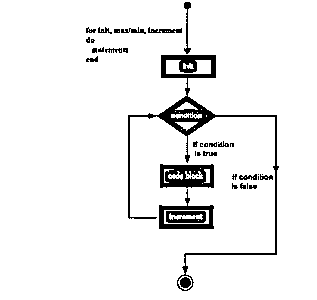 for init, max/min, increment
do
statement
end
init
condition
If condition
is true
code block
If condition
is false
increment